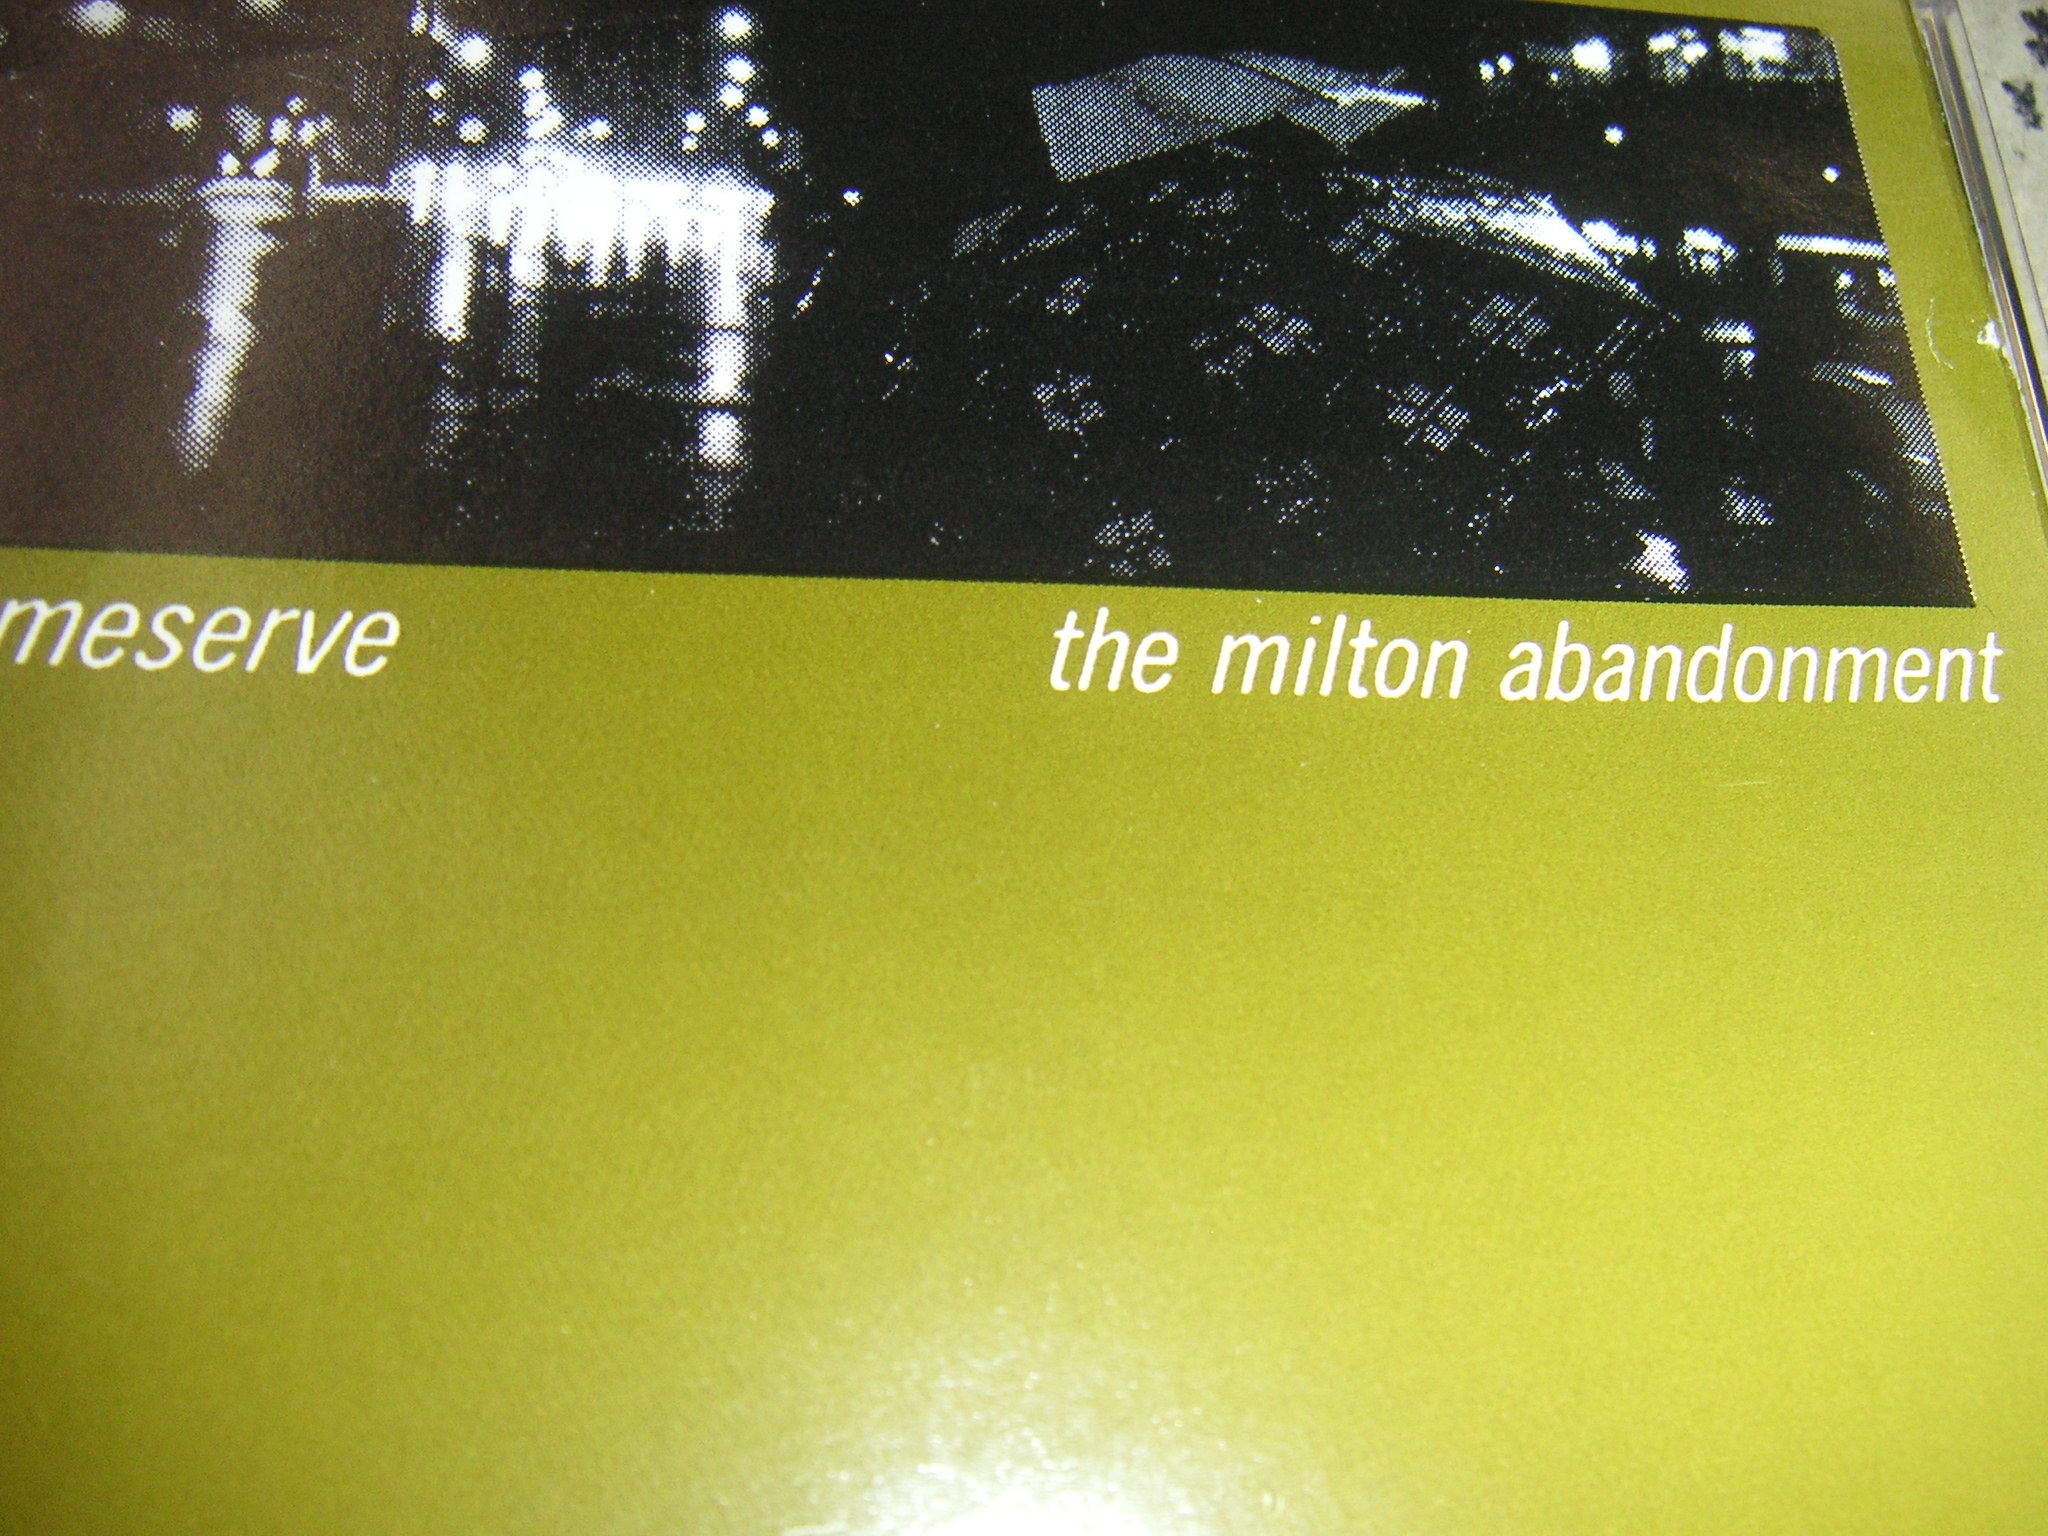 meserve
the milton abandonment